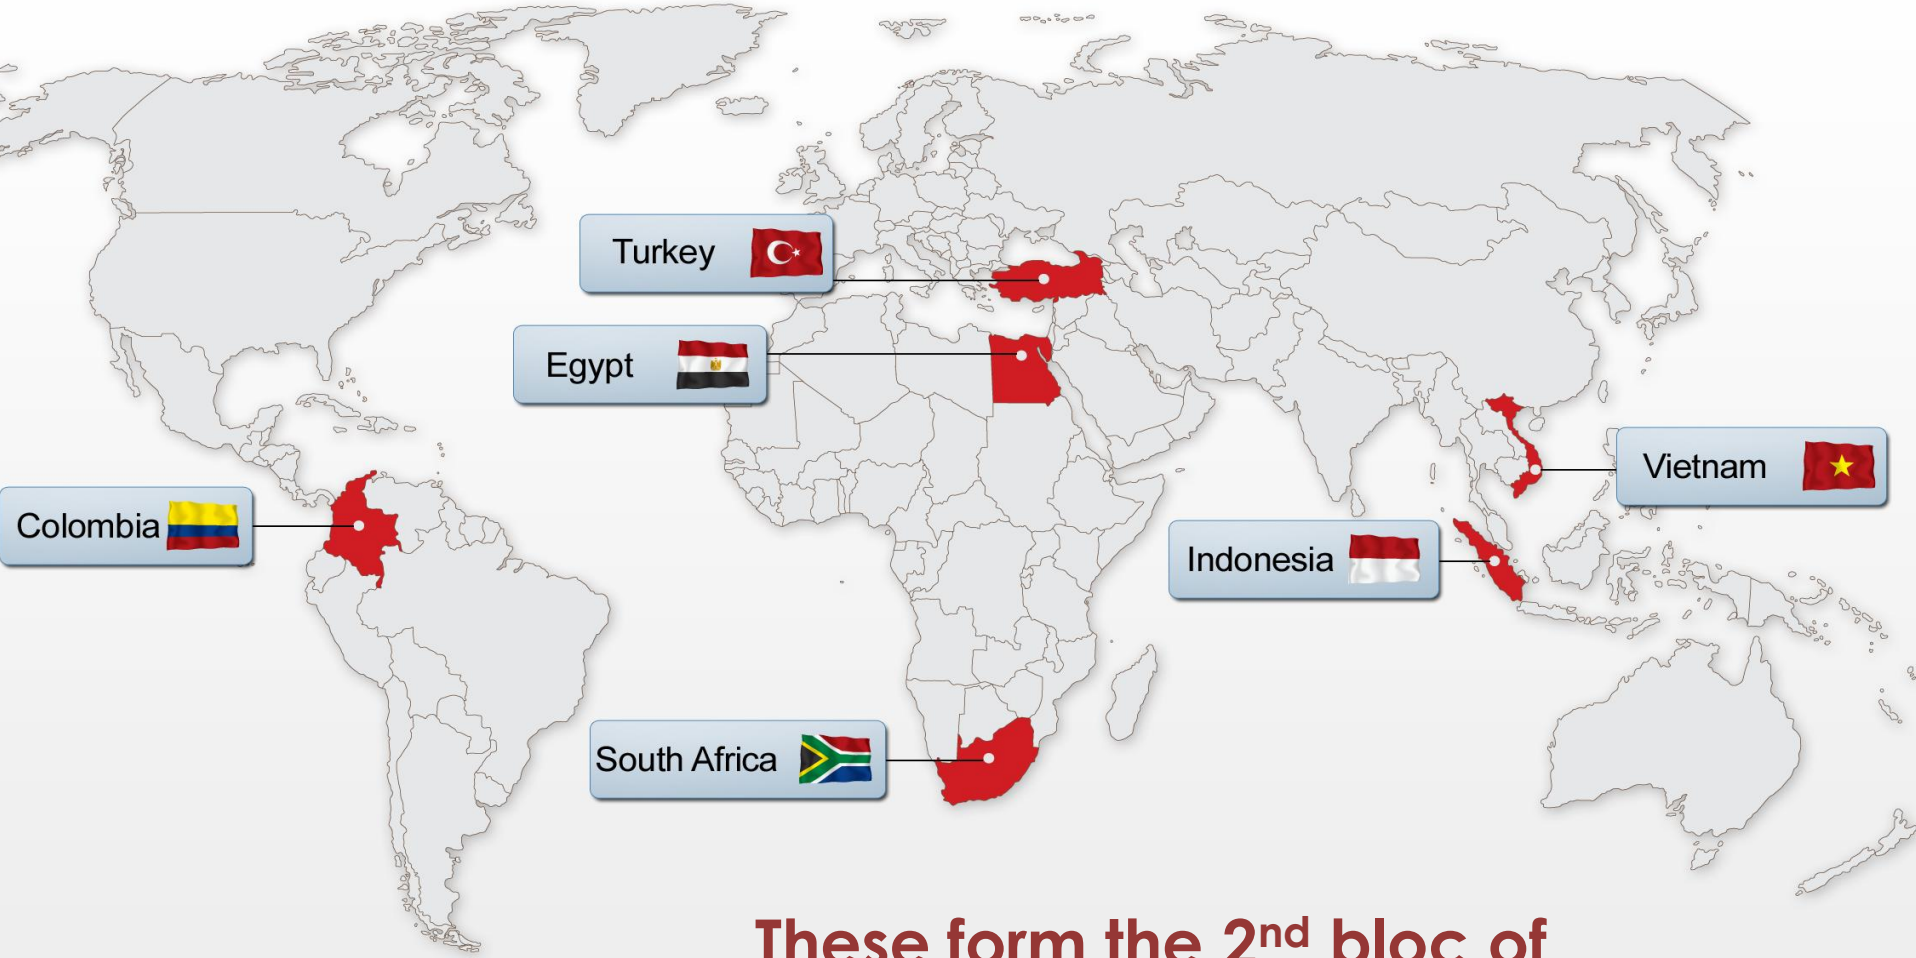 Turkey
Egypt
Vietnam
Colombia
Indonesia
South Africa
These form the 2nd bloc of